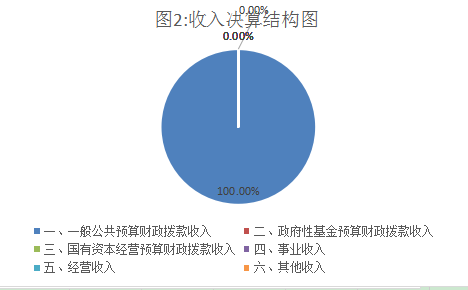 0.00%
图2:收入决算结构图
0.00%
100.00%
一、一般公共预算财政拨款收入
二、政府性基金预算财政拨款收入
三、国有资本经营预算财政拨款收入
四、事业收入
五、经营收入
六、其他收入